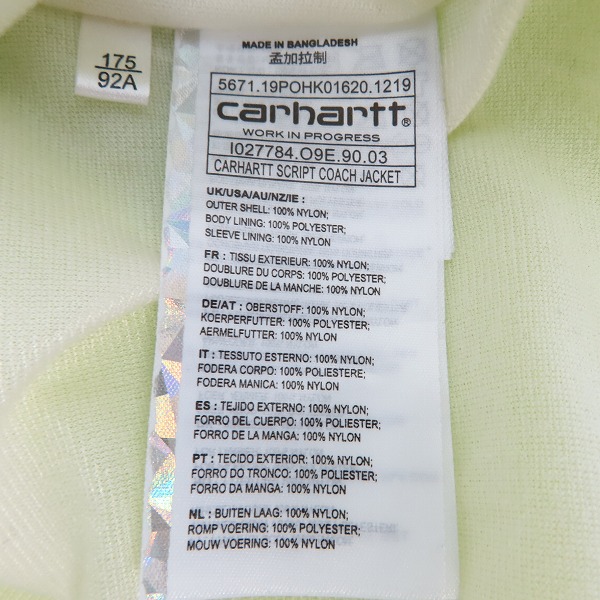 175
92A
MADE IN BANGLADESH
孟加拉制
5671.19POHK01620.1219
carhartt®
WORK IN PROGRESS
I027784.O9E.90.03
CARHARTT SCRIPT COACH JACKET
UK/USA/AU/NZ/IE :
OUTER SHELL: 100% NYLON;
BODY LINING: 100% POLYESTER;
SLEEVE LINING: 100% NYLON
FR : TISSU EXTERIEUR: 100% NYLON;
DOUBLURE DU CORPS: 100% POLYESTER;
DOUBLURE DE LA MANCHE: 100% NYLON
DE/AT : OBERSTOFF: 100% NYLON;
KOERPERFUTTER: 100% POLYESTER;
AERMELFUTTER: 100% NYLON
IT : TESSUTO ESTERNO: 100% NYLON;
FODERA CORPO: 100% POLIESTERE;
FODERA MANICA: 100% NYLON
ES : TEJIDO EXTERNO: 100% NYLON;
FORRO DEL CUERPO: 100% POLIESTER;
FORRO DE LA MANGA: 100% NYLON
PT : TECIDO EXTERIOR: 100% NYLON;
FORRO DO TRONCO: 100% POLIESTER;
FORRO DA MANGA: 100% NYLON
NL : BUITEN LAAG: 100% NYLON;
ROMP VOERING: 100% POLYESTER;
MOUW VOERING: 100% NYLON